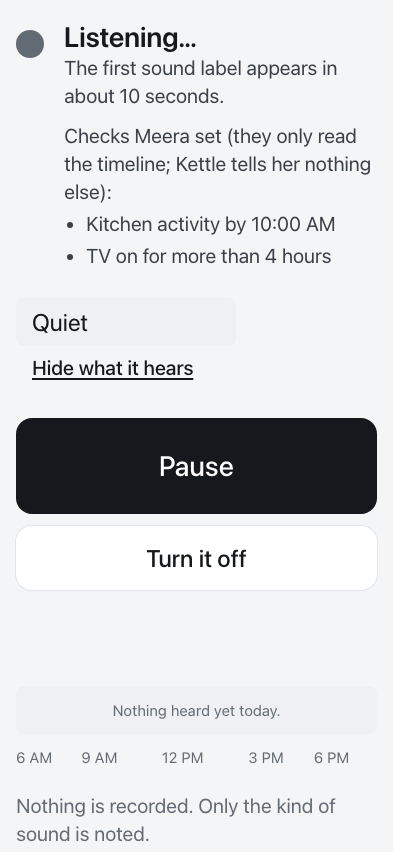 Listening...
The first sound label appears in
about 10 seconds.
Checks Meera set (they only read
the timeline; Kettle tells her nothing
else):
• Kitchen activity by 10:00 AM
• TV on for more than 4 hours
Quiet
Hide what it hears
Pause
Turn it off
Nothing heard yet today.
6 AM 9 AM 12 PM 3 PM 6 PM
Nothing is recorded. Only the kind of
sound is noted.